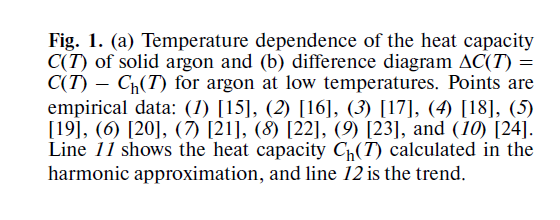 Fig. 1. (a) Temperature dependence of the heat capacity
C(T) of solid argon and (b) difference diagram ΔC(T) =
C(T) – Ch(T) for argon at low temperatures. Points are
empirical data: (1) [15], (2) [16], (3) [17], (4) [18], (5)
[19], (6) [20], (7) [21], (8) [22], (9) [23], and (10) [24].
Line 11 shows the heat capacity Ch(T) calculated in the
harmonic approximation, and line 12 is the trend.